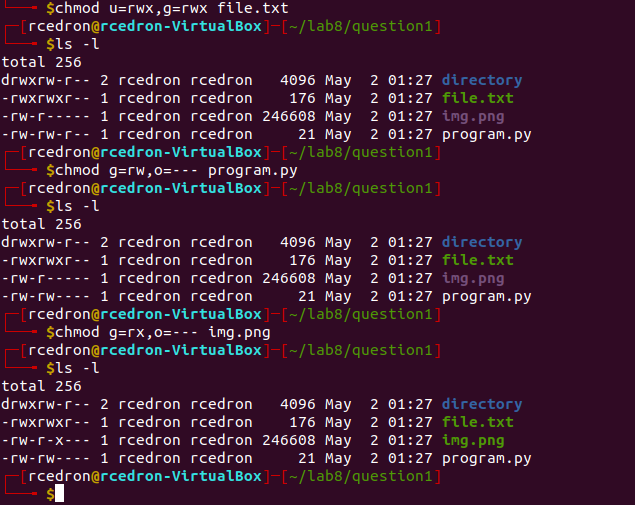 └─╼ $chmod u=rwx,g=rwx file.txt
┌─[rcedron@rcedron-VirtualBox]─[~/lab8/question1]
└─╼ $ls -l
total 256
drwxrw-r-- 2 rcedron rcedron   4096 May  2 01:27 directory
-rwxrwxr-- 1 rcedron rcedron    176 May  2 01:27 file.txt
-rw-r----- 1 rcedron rcedron 246608 May  2 01:27 img.png
-rw-rw-r-- 1 rcedron rcedron     21 May  2 01:27 program.py
┌─[rcedron@rcedron-VirtualBox]─[~/lab8/question1]
└─╼ $chmod g=rw,o=--- program.py
┌─[rcedron@rcedron-VirtualBox]─[~/lab8/question1]
└─╼ $ls -l
total 256
drwxrw-r-- 2 rcedron rcedron   4096 May  2 01:27 directory
-rwxrwxr-- 1 rcedron rcedron    176 May  2 01:27 file.txt
-rw-r----- 1 rcedron rcedron 246608 May  2 01:27 img.png
-rw-rw---- 1 rcedron rcedron     21 May  2 01:27 program.py
┌─[rcedron@rcedron-VirtualBox]─[~/lab8/question1]
└─╼ $chmod g=rx,o=--- img.png
┌─[rcedron@rcedron-VirtualBox]─[~/lab8/question1]
└─╼ $ls -l
total 256
drwxrw-r-- 2 rcedron rcedron   4096 May  2 01:27 directory
-rwxrwxr-- 1 rcedron rcedron    176 May  2 01:27 file.txt
-rw-r-x--- 1 rcedron rcedron 246608 May  2 01:27 img.png
-rw-rw---- 1 rcedron rcedron     21 May  2 01:27 program.py
┌─[rcedron@rcedron-VirtualBox]─[~/lab8/question1]
└─╼ $